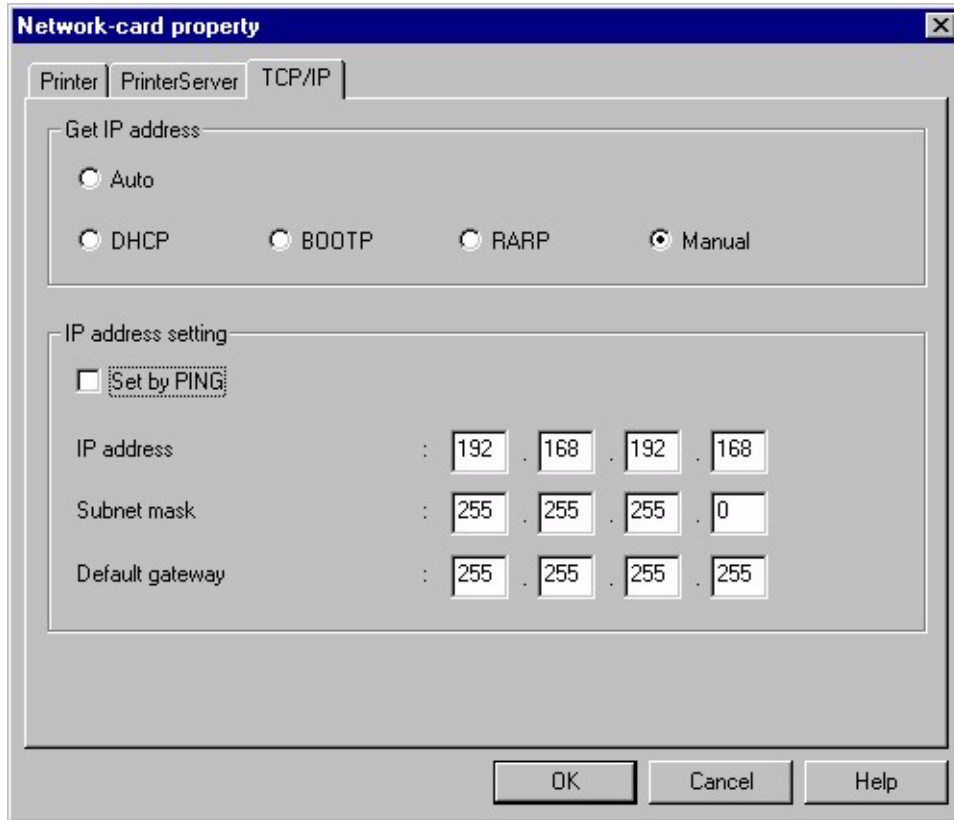 Network-card property
Printer PrinterServer TCP/IP
Get IP address
Auto
DHCP BOOTP RARP Manual
IP address setting
Set by PING
IP address : 192 . 168 . 192 . 168
Subnet mask : 255 . 255 . 255 . 0
Default gateway : 255 . 255 . 255 . 255
OK Cancel Help